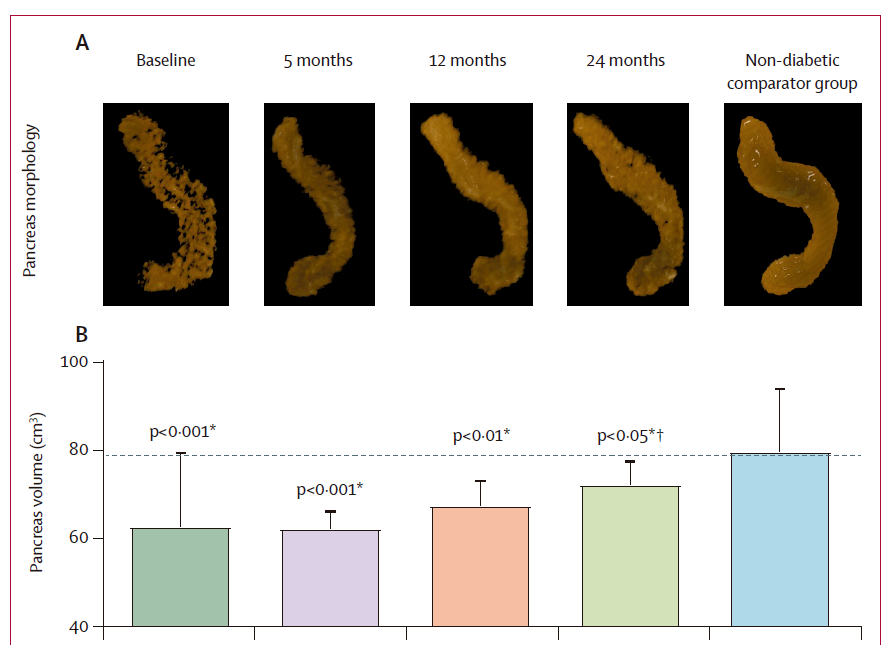 A
Baseline
5 months
12 months
24 months
Non-diabetic
comparator group
Pancreas morphology
B
Pancreas volume (cm³)
100
80
60
40
p<0·001*
p<0·001*
p<0·01*
p<0·05*†